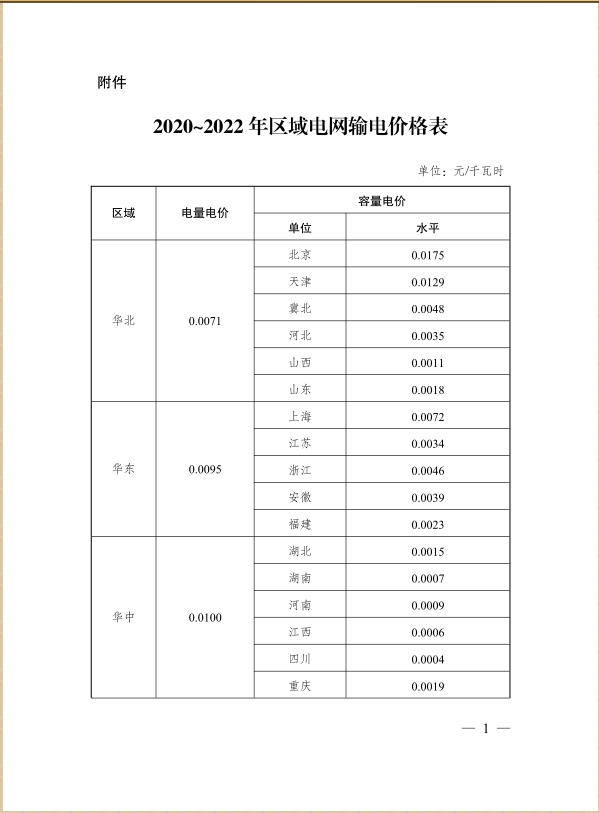 附件
2020~2022 年区域电网输电价格表
单位：元/千瓦时
区域 电量电价 容量电价
单位 水平
华北 0.0071 北京 0.0175
天津 0.0129
冀北 0.0048
河北 0.0035
山西 0.0011
山东 0.0018
华东 0.0095 上海 0.0072
江苏 0.0034
浙江 0.0046
安徽 0.0039
福建 0.0023
华中 0.0100 湖北 0.0015
湖南 0.0007
河南 0.0009
江西 0.0006
四川 0.0004
重庆 0.0019
— 1 —